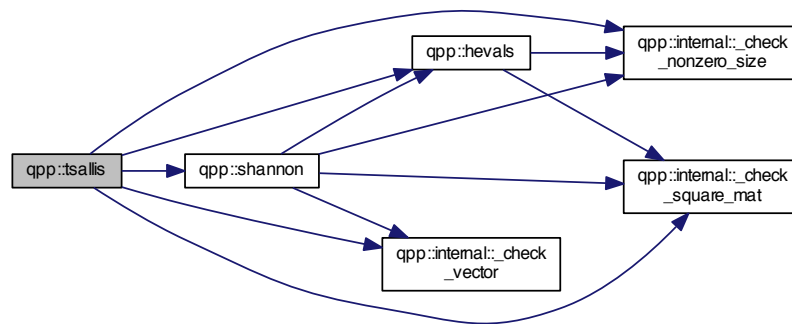 qpp::tsallis
qpp::shannon
qpp::hevals
qpp::internal::_check
_vector
qpp::internal::_check
_nonzero_size
qpp::internal::_check
_square_mat